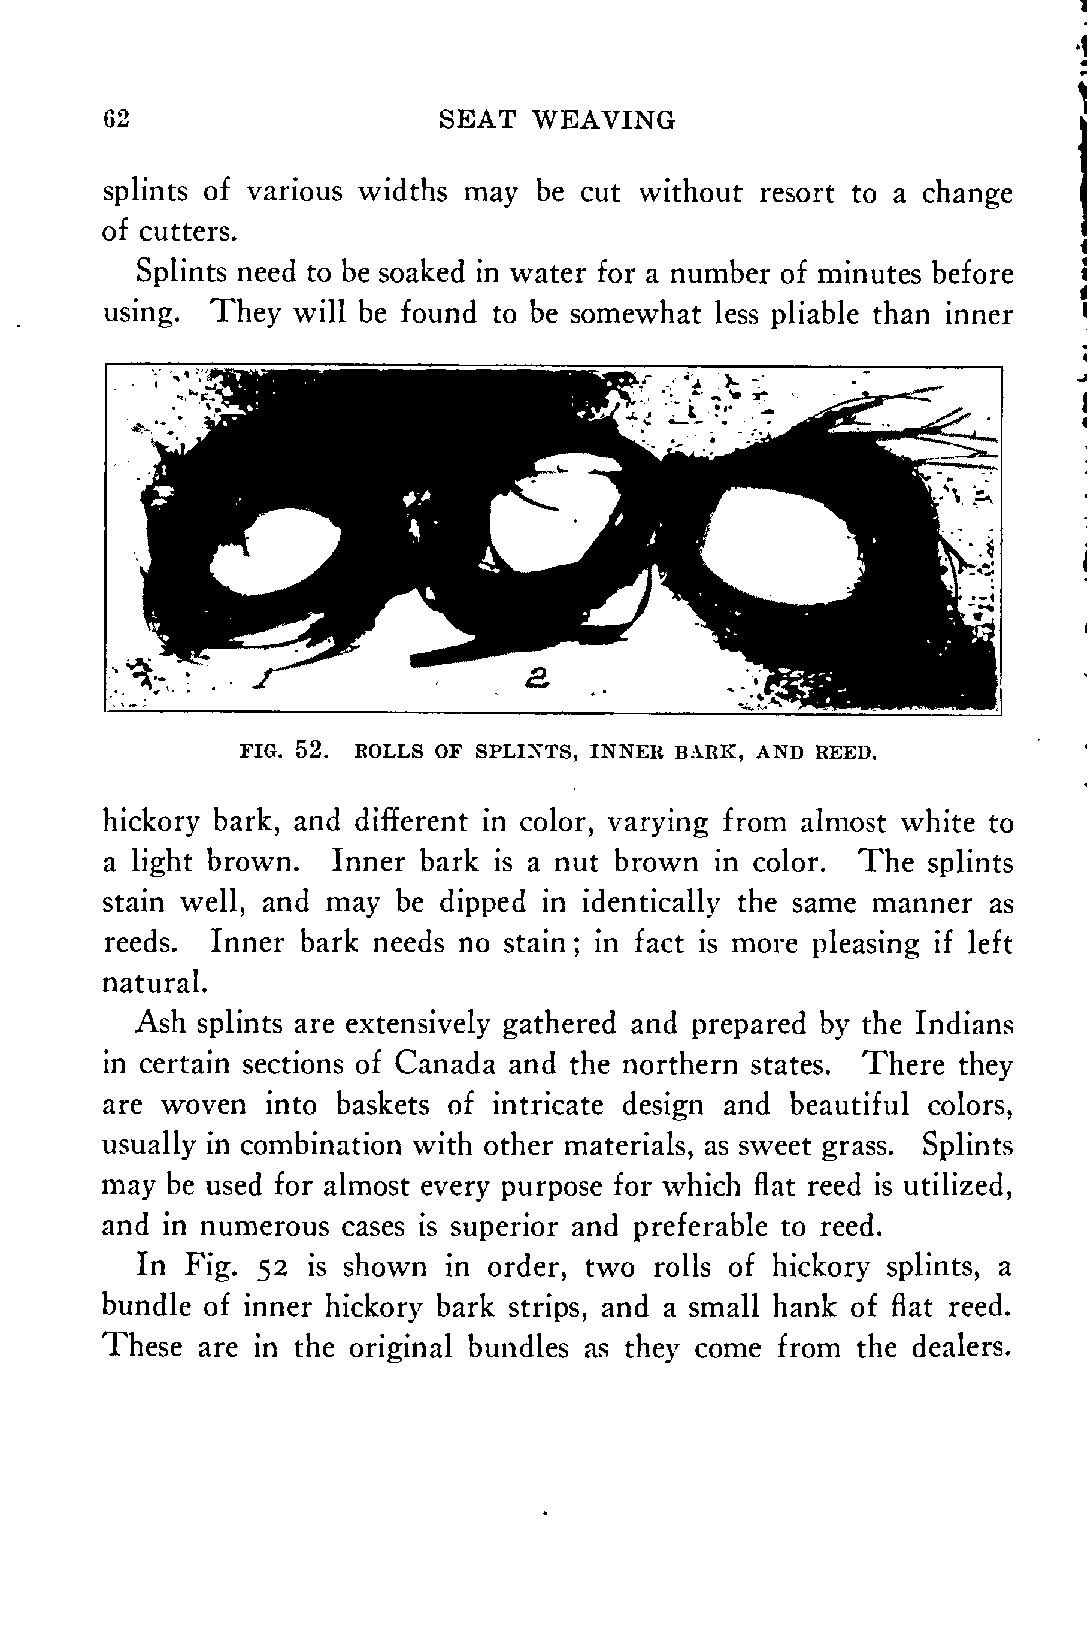 62 SEAT WEAVING
splints of various widths may be cut without resort to a change
of cutters.
Splints need to be soaked in water for a number of minutes before
using. They will be found to be somewhat less pliable than inner
1 2
FIG. 52. ROLLS OF SPLINTS, INNER BARK, AND REED.
hickory bark, and different in color, varying from almost white to
a light brown. Inner bark is a nut brown in color. The splints
stain well, and may be dipped in identically the same manner as
reeds. Inner bark needs no stain; in fact is more pleasing if left
natural.
Ash splints are extensively gathered and prepared by the Indians
in certain sections of Canada and the northern states. There they
are woven into baskets of intricate design and beautiful colors,
usually in combination with other materials, as sweet grass. Splints
may be used for almost every purpose for which flat reed is utilized,
and in numerous cases is superior and preferable to reed.
In Fig. 52 is shown in order, two rolls of hickory splints, a
bundle of inner hickory bark strips, and a small hank of flat reed.
These are in the original bundles as they come from the dealers.